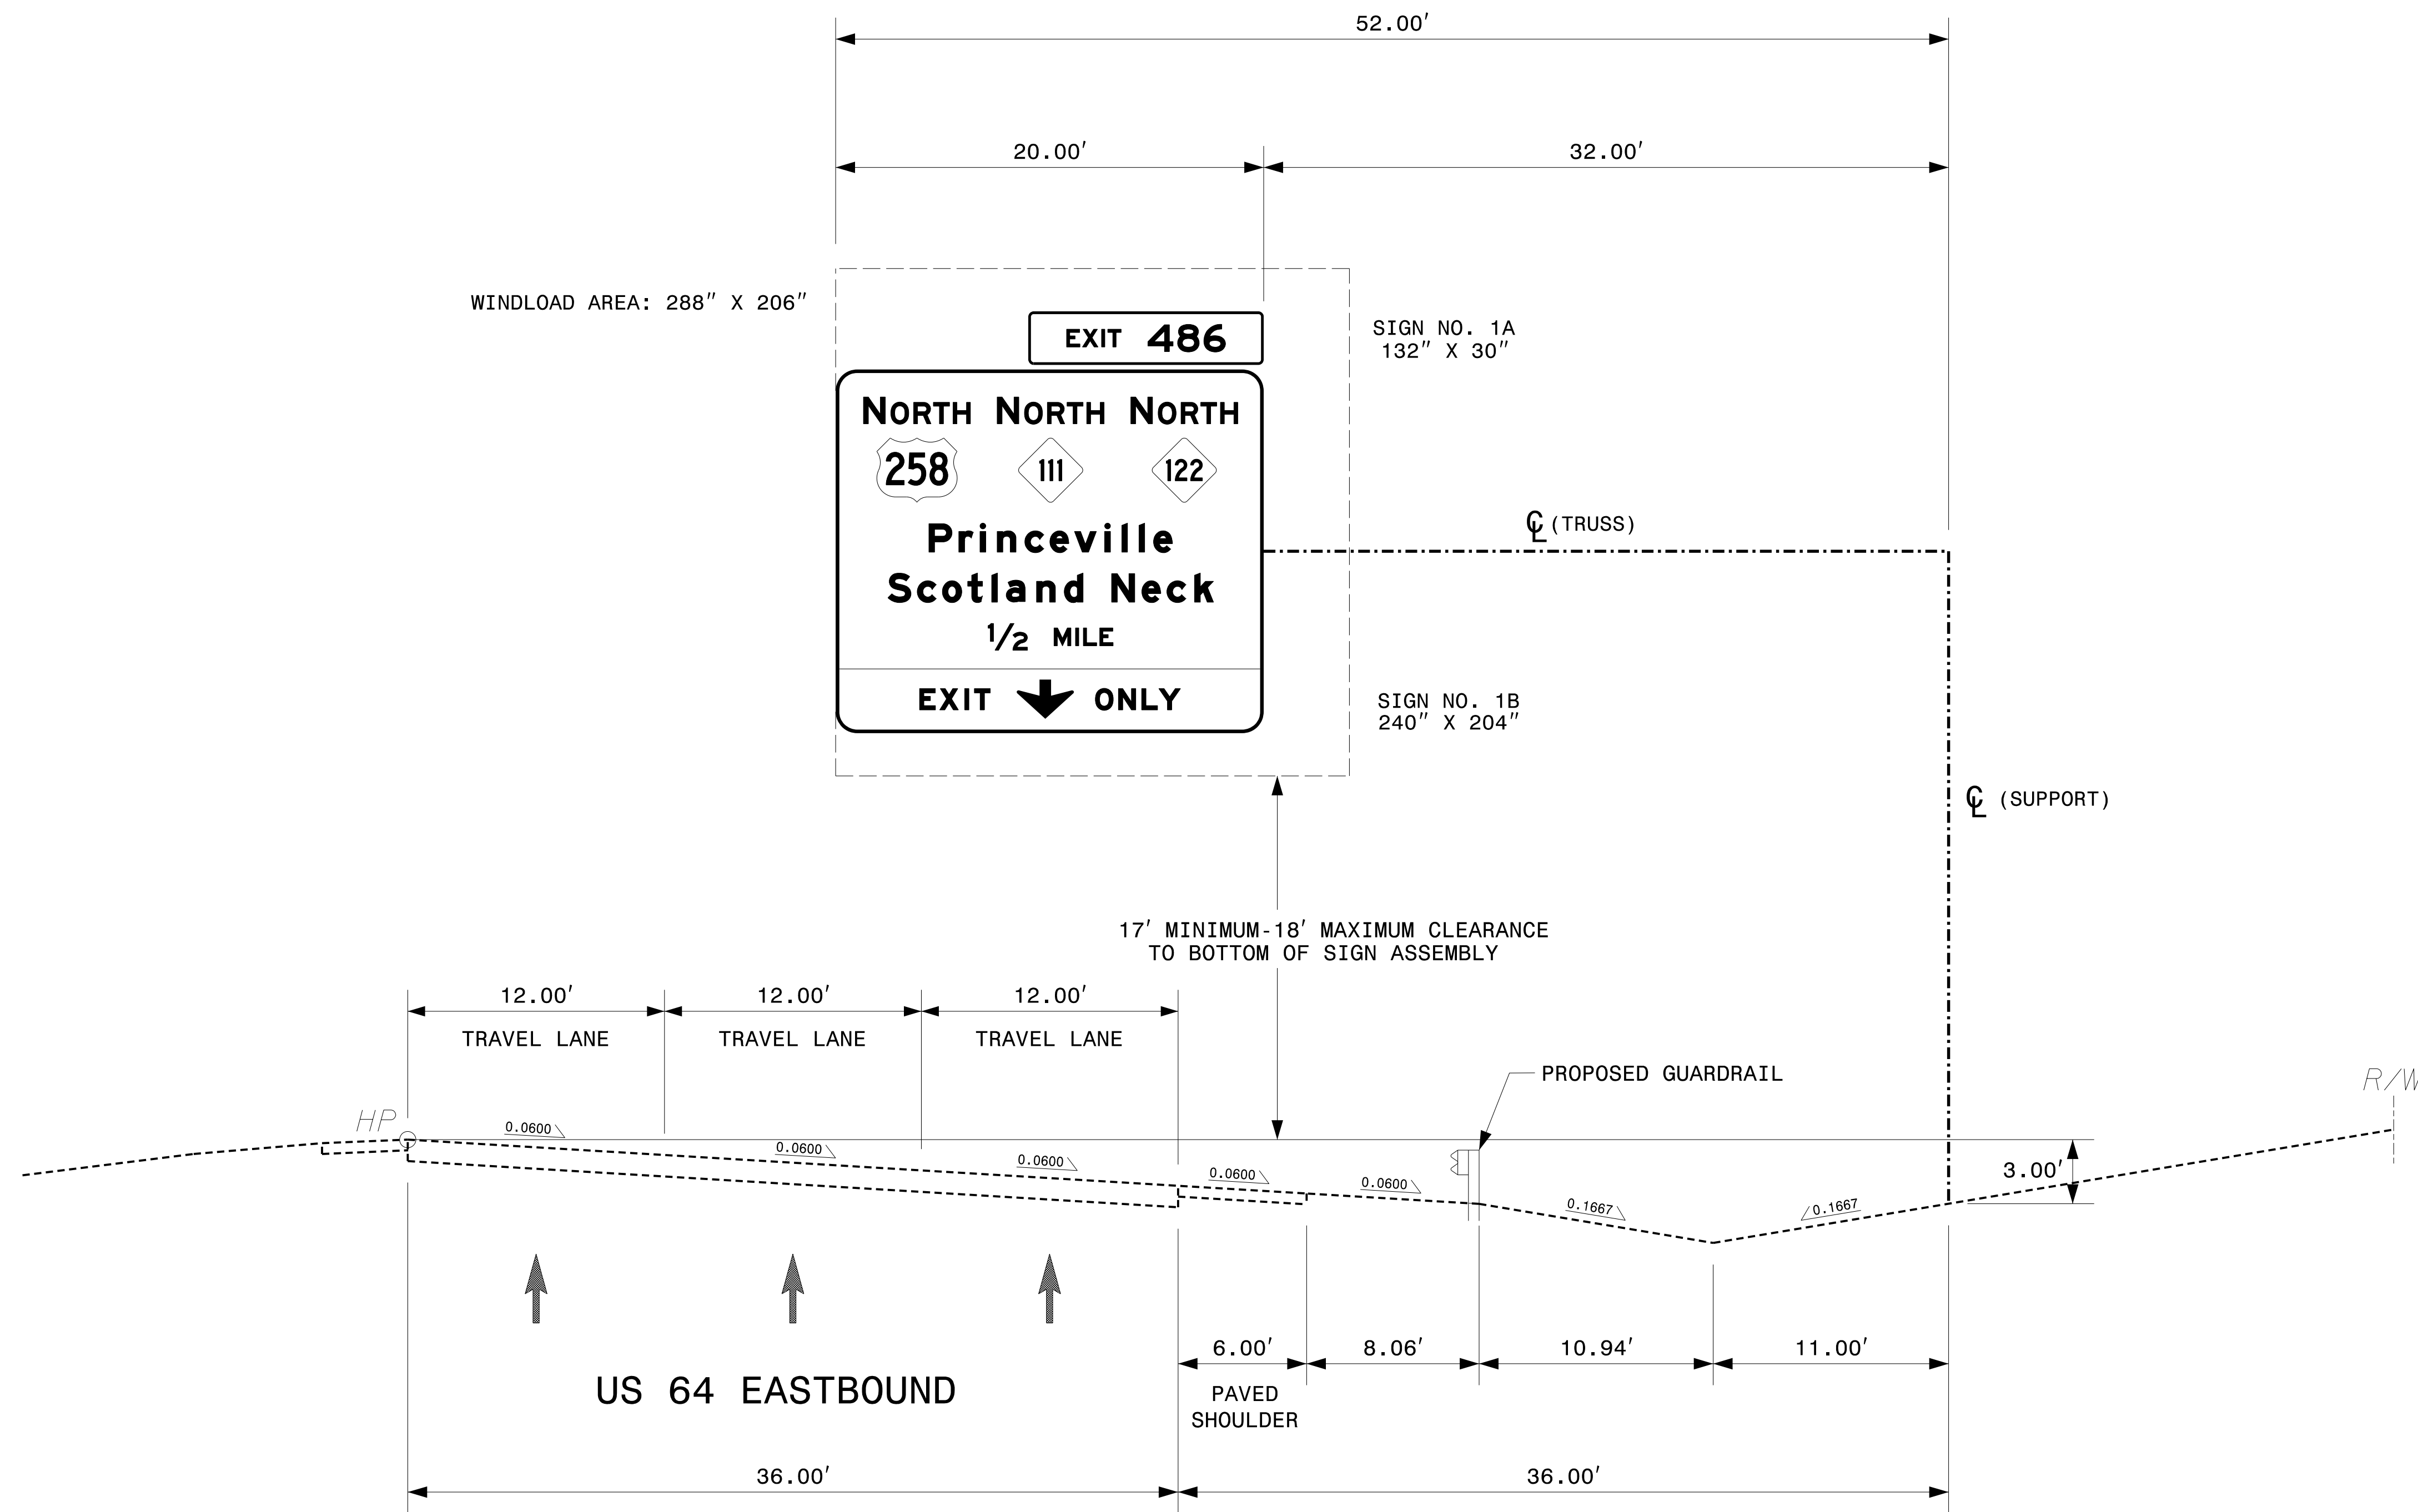 52.00'
20.00'
32.00'
WINDLOAD AREA: 288" X 206"
EXIT 486
SIGN NO. 1A
132" X 30"
NORTH NORTH NORTH
258 111 122
Princeville
Scotland Neck
1/2 MILE
EXIT ONLY
℄ (TRUSS)
SIGN NO. 1B
240" X 204"
℄ (SUPPORT)
17' MINIMUM-18' MAXIMUM CLEARANCE
TO BOTTOM OF SIGN ASSEMBLY
12.00' 12.00' 12.00'
TRAVEL LANE TRAVEL LANE TRAVEL LANE
PROPOSED GUARDRAIL
R/W
HP
0.0600
0.0600
0.0600
0.0600
0.0600
0.1667
0.1667
3.00'
6.00' 8.06' 10.94' 11.00'
PAVED
SHOULDER
US 64 EASTBOUND
36.00' 36.00'